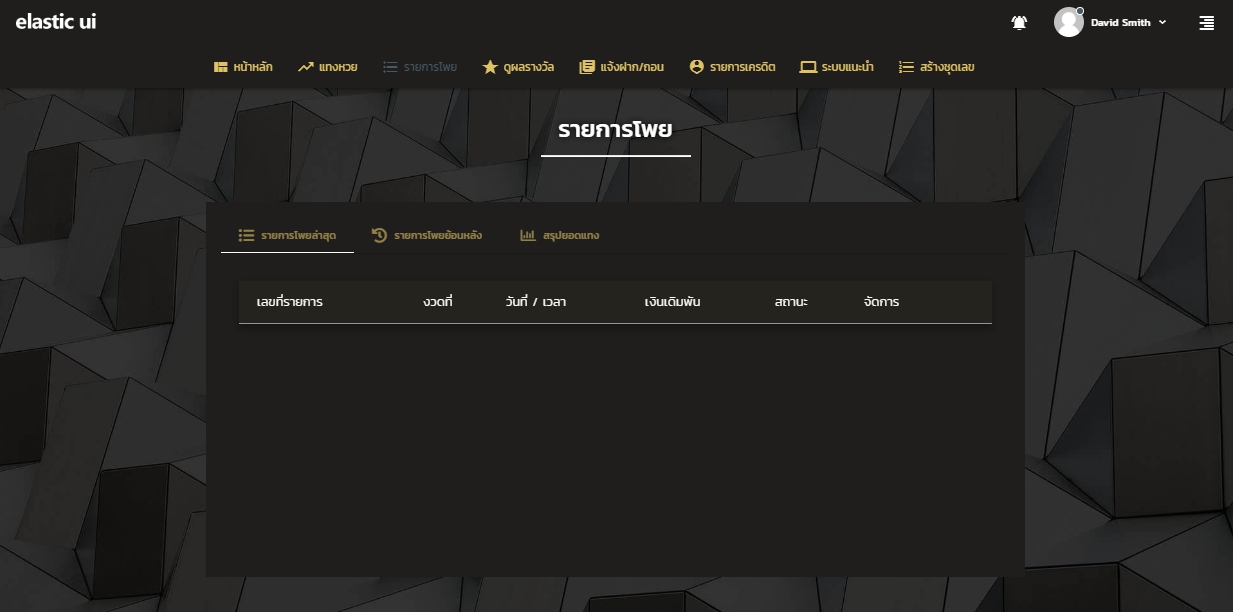 elastic ui
David Smith
หน้าหลัก แทงหวย รายการโพย ดูผลรางวัล แจ้งฝาก/ถอน รายการเครดิต ระบบแนะนำ สร้างชุดเลข
รายการโพย
รายการโพยล่าสุด รายการโพยย้อนหลัง สรุปยอดแทง
เลขที่รายการ งวดที่ วันที่ / เวลา เงินเดิมพัน สถานะ จัดการ